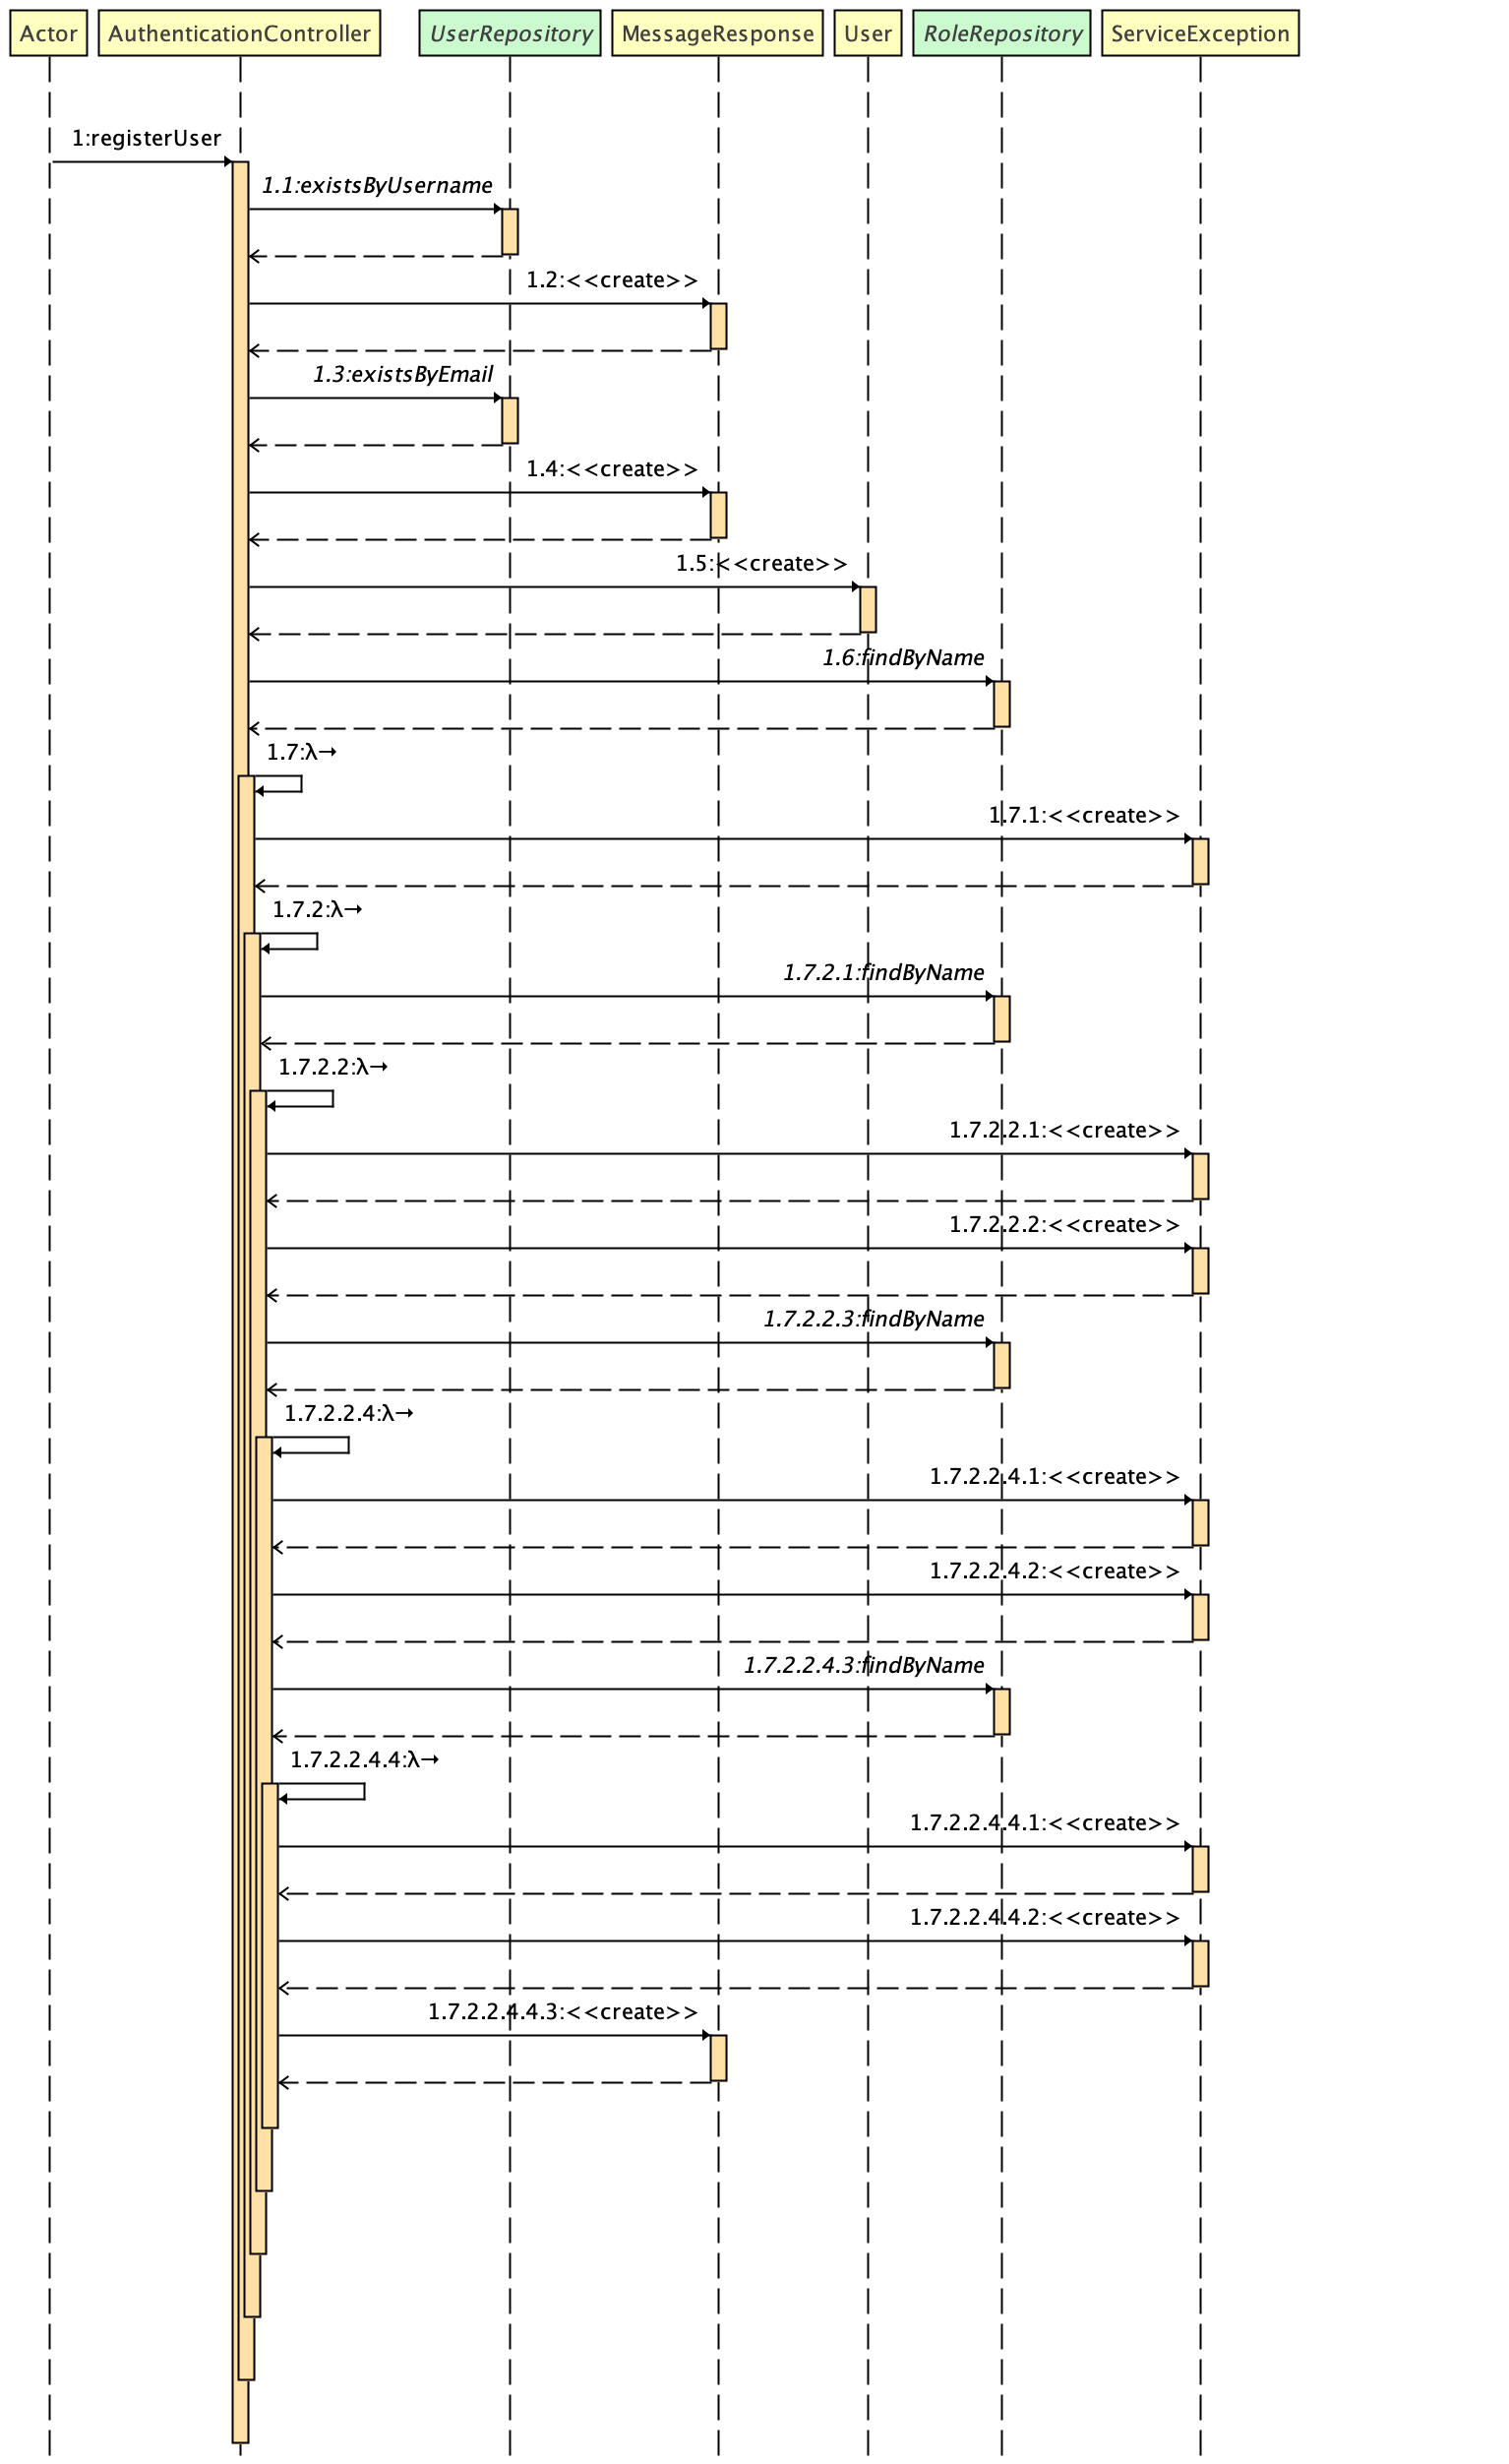 Actor
AuthenticationController
UserRepository
MessageResponse
User
RoleRepository
ServiceException
1:registerUser
1.1:existsByUsername
1.2:<<create>>
1.3:existsByEmail
1.4:<<create>>
1.5:<<create>>
1.6:findByName
1.7:λ→
1.7.1:<<create>>
1.7.2:λ→
1.7.2.1:findByName
1.7.2.2:λ→
1.7.2.2.1:<<create>>
1.7.2.2.2:<<create>>
1.7.2.2.3:findByName
1.7.2.2.4:λ→
1.7.2.2.4.1:<<create>>
1.7.2.2.4.2:<<create>>
1.7.2.2.4.3:findByName
1.7.2.2.4.4:λ→
1.7.2.2.4.4.1:<<create>>
1.7.2.2.4.4.2:<<create>>
1.7.2.2.4.4.3:<<create>>